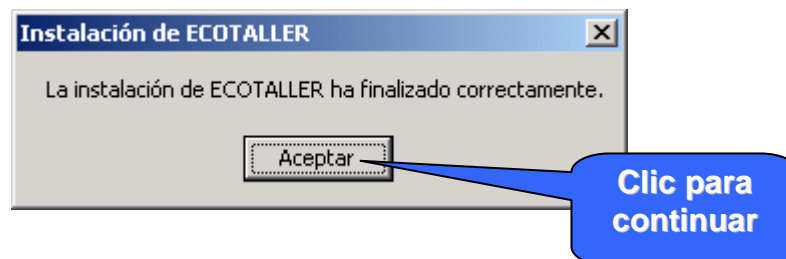 Instalación de ECOTALLER
La instalación de ECOTALLER ha finalizado correctamente.
Aceptar
Clic para
continuar